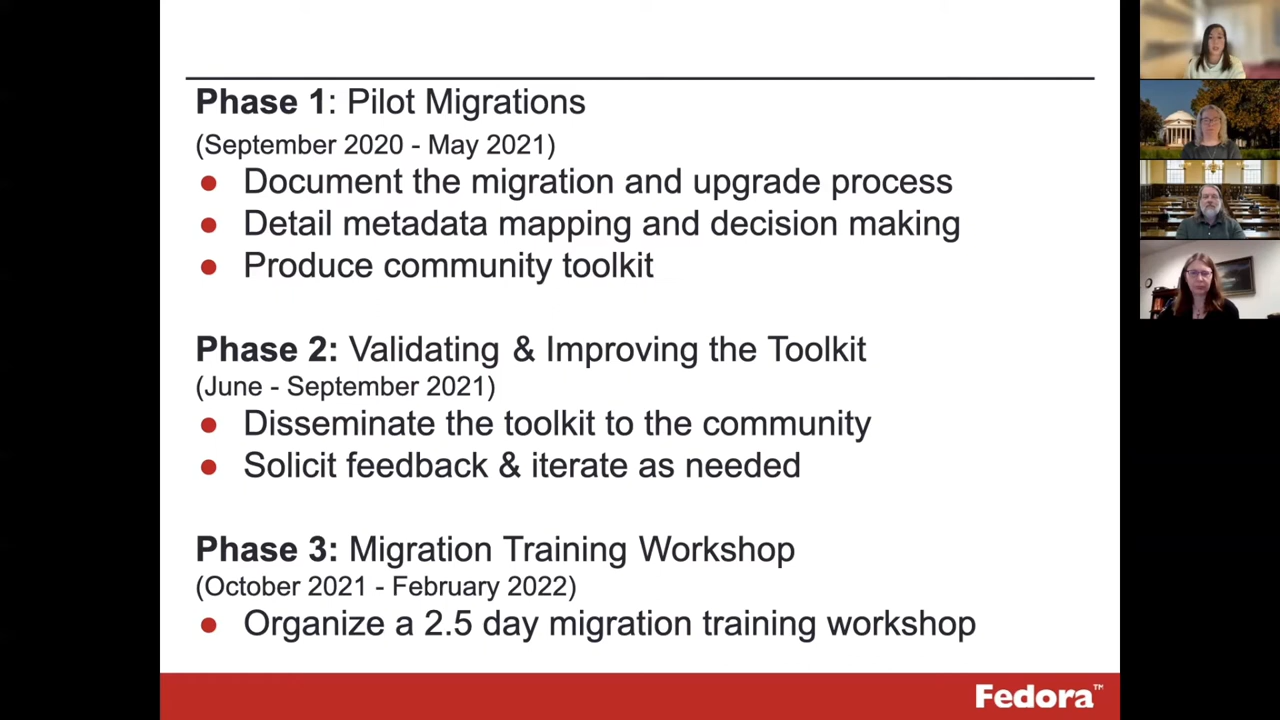 Phase 1: Pilot Migrations
(September 2020 - May 2021)
● Document the migration and upgrade process
● Detail metadata mapping and decision making
● Produce community toolkit
Phase 2: Validating & Improving the Toolkit
(June - September 2021)
● Disseminate the toolkit to the community
● Solicit feedback & iterate as needed
Phase 3: Migration Training Workshop
(October 2021 - February 2022)
● Organize a 2.5 day migration training workshop
Fedora™